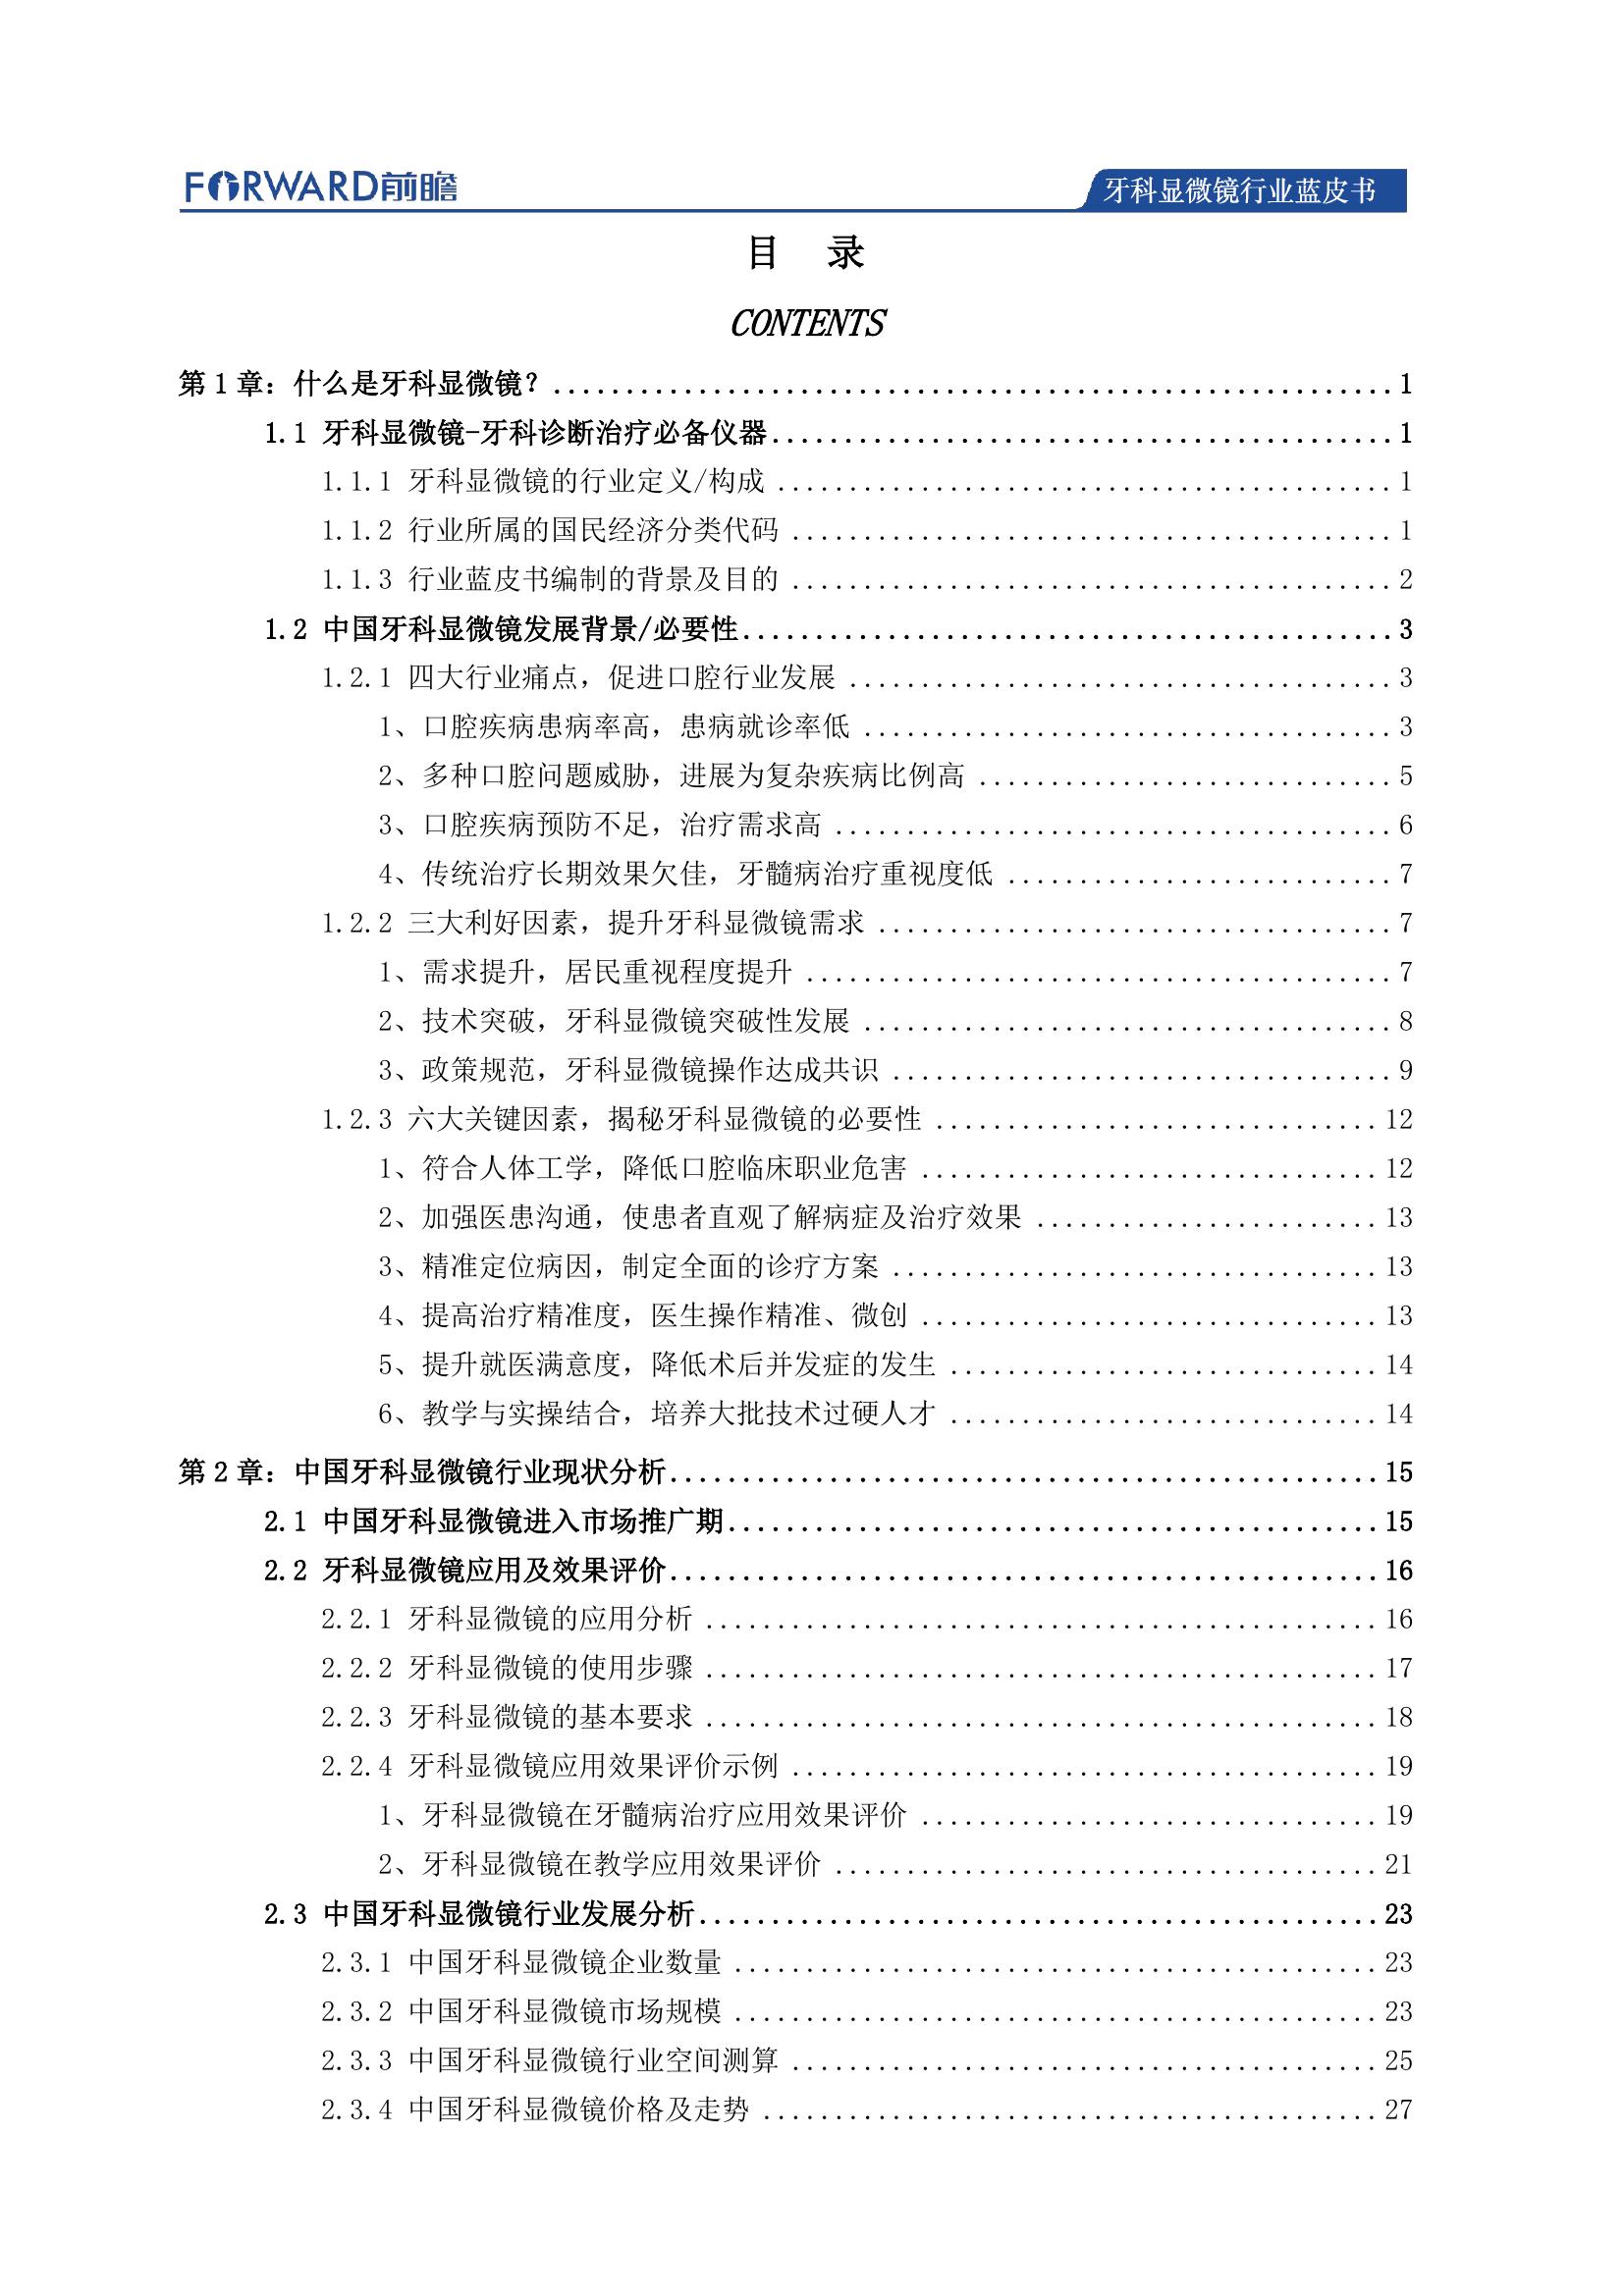 FORWARD前瞻
牙科显微镜行业蓝皮书
目 录
CONTENTS
第 1 章：什么是牙科显微镜？ 1
1.1 牙科显微镜-牙科诊断治疗必备仪器 1
1.1.1 牙科显微镜的行业定义/构成 1
1.1.2 行业所属的国民经济分类代码 1
1.1.3 行业蓝皮书编制的背景及目的 2
1.2 中国牙科显微镜发展背景/必要性 3
1.2.1 四大行业痛点，促进口腔行业发展 3
1、口腔疾病患病率高，患病就诊率低 3
2、多种口腔问题威胁，进展为复杂疾病比例高 5
3、口腔疾病预防不足，治疗需求高 6
4、传统治疗长期效果欠佳，牙髓病治疗重视度低 7
1.2.2 三大利好因素，提升牙科显微镜需求 7
1、需求提升，居民重视程度提升 7
2、技术突破，牙科显微镜突破性发展 8
3、政策规范，牙科显微镜操作达成共识 9
1.2.3 六大关键因素，揭秘牙科显微镜的必要性 12
1、符合人体工学，降低口腔临床职业危害 12
2、加强医患沟通，使患者直观了解病症及治疗效果 13
3、精准定位病因，制定全面的诊疗方案 13
4、提高治疗精准度，医生操作精准、微创 13
5、提升就医满意度，降低术后并发症的发生 14
6、教学与实操结合，培养大批技术过硬人才 14
第 2 章：中国牙科显微镜行业现状分析 15
2.1 中国牙科显微镜进入市场推广期 15
2.2 牙科显微镜应用及效果评价 16
2.2.1 牙科显微镜的应用分析 16
2.2.2 牙科显微镜的使用步骤 17
2.2.3 牙科显微镜的基本要求 18
2.2.4 牙科显微镜应用效果评价示例 19
1、牙科显微镜在牙髓病治疗应用效果评价 19
2、牙科显微镜在教学应用效果评价 21
2.3 中国牙科显微镜行业发展分析 23
2.3.1 中国牙科显微镜企业数量 23
2.3.2 中国牙科显微镜市场规模 23
2.3.3 中国牙科显微镜行业空间测算 25
2.3.4 中国牙科显微镜价格及走势 27